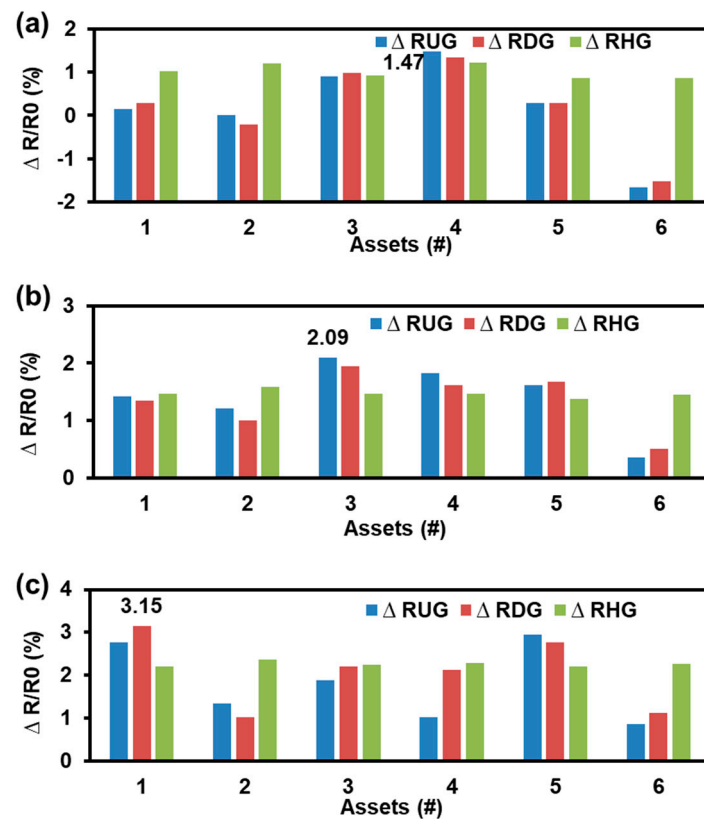 (a)
Δ RUG Δ RDG Δ RHG
1.47
Δ R/R0 (%)
2
1
0
-1
-2
1 2 3 4 5 6
Assets (#)
(b)
Δ RUG Δ RDG Δ RHG
2.09
Δ R/R0 (%)
3
2
1
0
1 2 3 4 5 6
Assets (#)
(c)
Δ RUG Δ RDG Δ RHG
3.15
Δ R/R0 (%)
4
3
2
1
0
1 2 3 4 5 6
Assets (#)